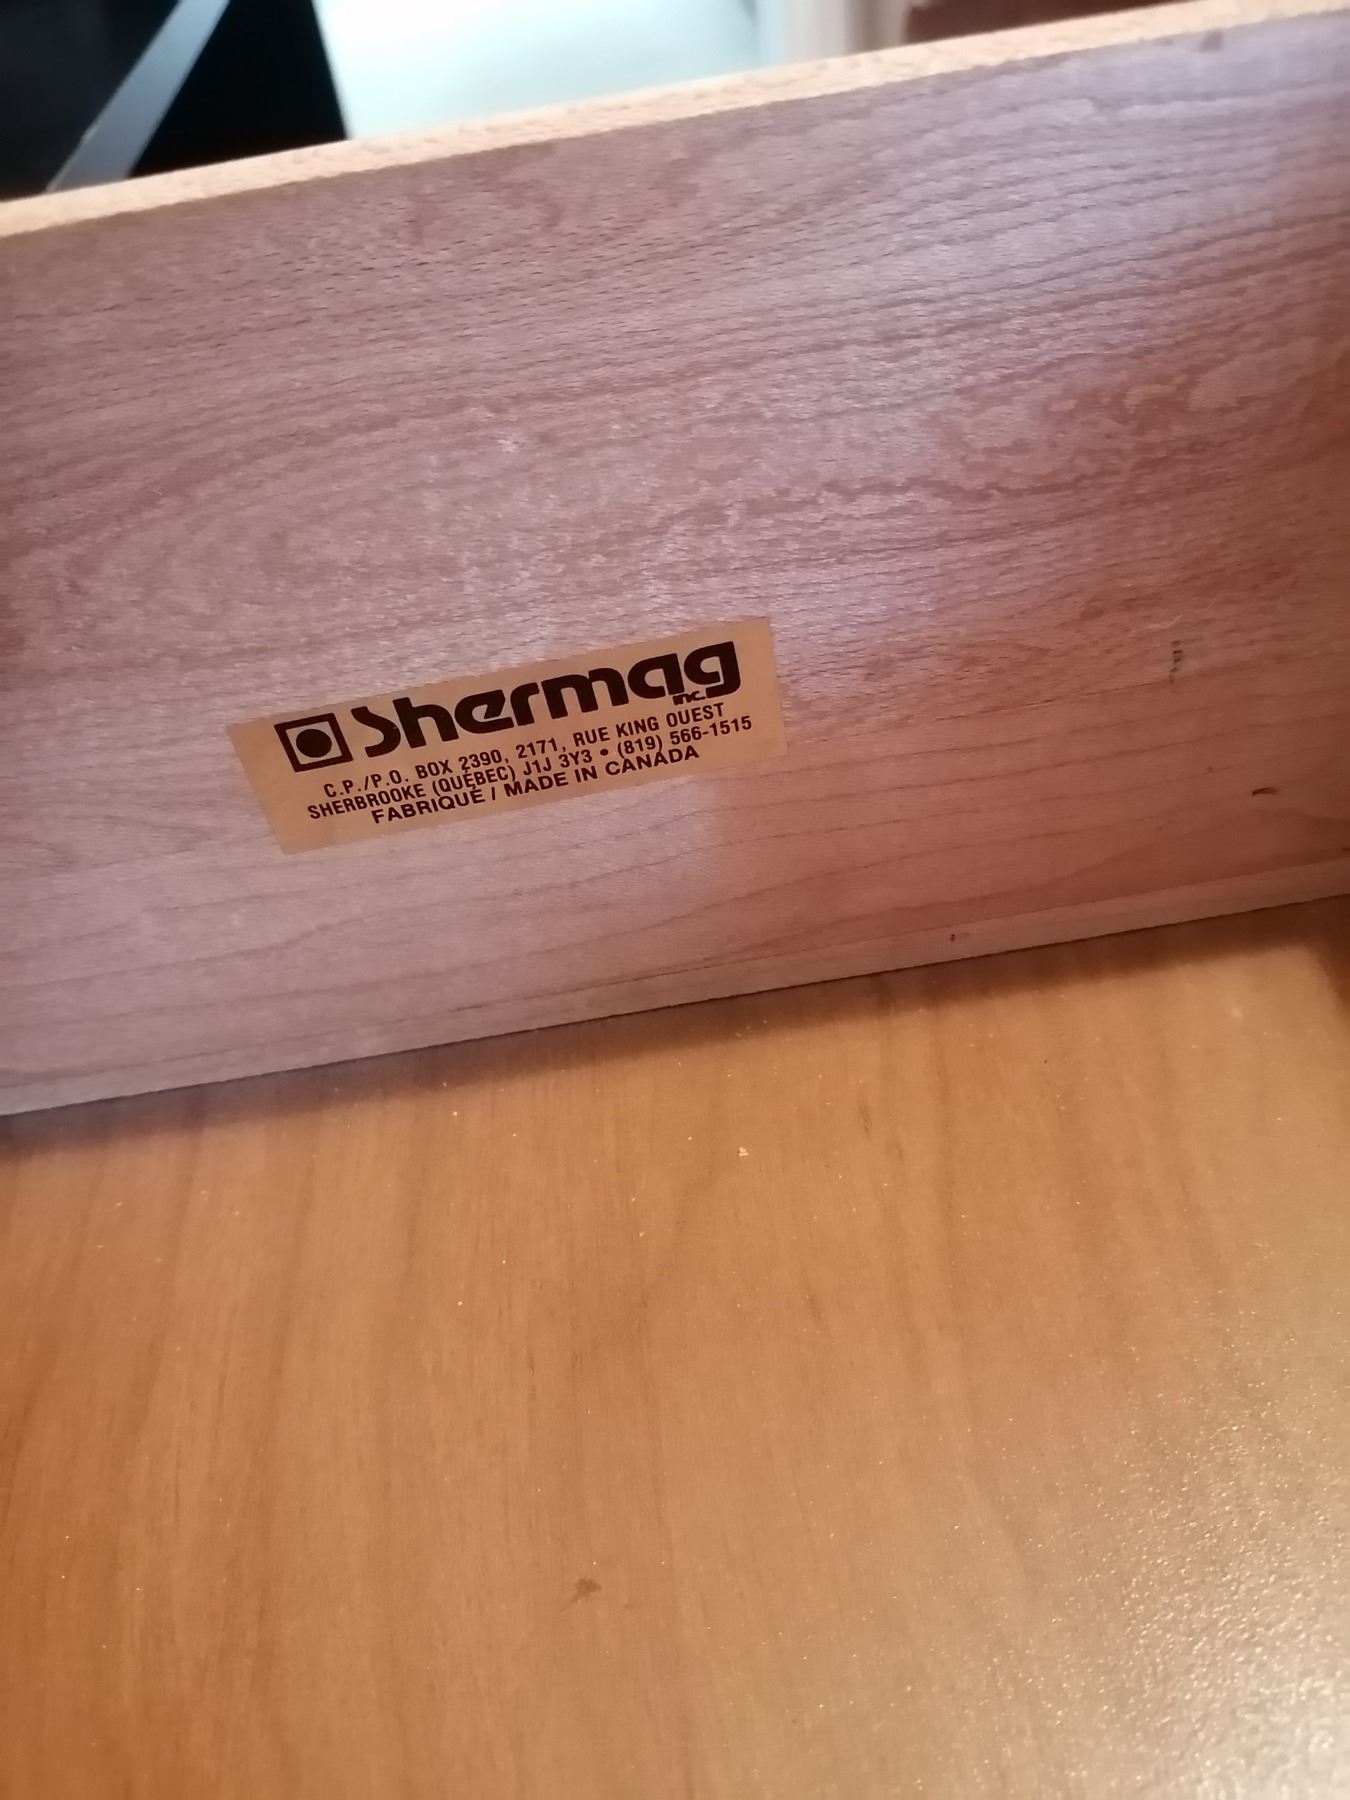 Shermag inc.
C.P./P.O. BOX 2390, 2171, RUE KING OUEST
SHERBROOKE (QUÉBEC) J1J 3Y3 • (819) 566-1515
FABRIQUÉ / MADE IN CANADA